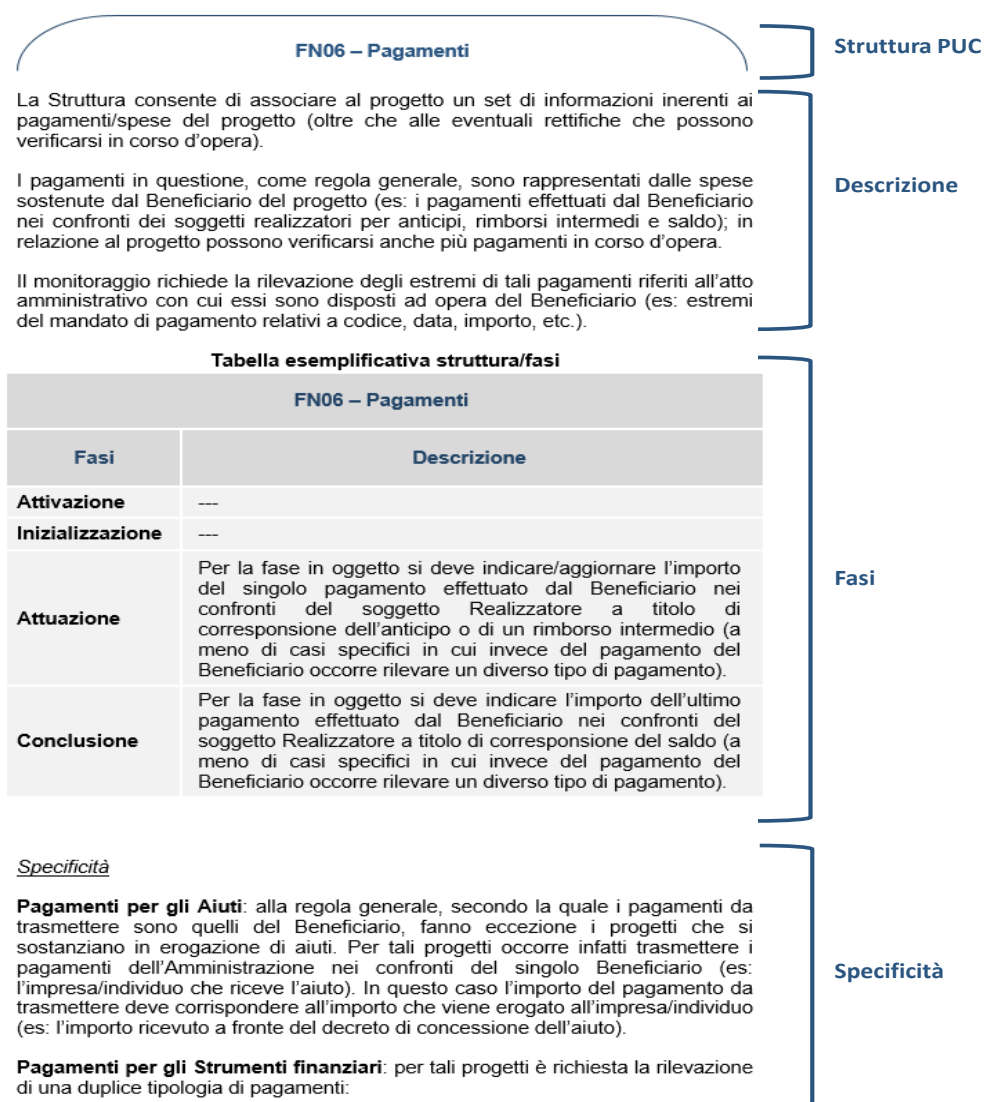 FN06 – Pagamenti
Struttura PUC
La Struttura consente di associare al progetto un set di informazioni inerenti ai
pagamenti/spese del progetto (oltre che alle eventuali rettifiche che possono
verificarsi in corso d'opera).
I pagamenti in questione, come regola generale, sono rappresentati dalle spese
sostenute dal Beneficiario del progetto (es: i pagamenti effettuati dal Beneficiario
nei confronti dei soggetti realizzatori per anticipi, rimborsi intermedi e saldo); in
relazione al progetto possono verificarsi anche più pagamenti in corso d'opera.
Il monitoraggio richiede la rilevazione degli estremi di tali pagamenti riferiti all'atto
amministrativo con cui essi sono disposti ad opera del Beneficiario (es: estremi
del mandato di pagamento relativi a codice, data, importo, etc.).
Descrizione
Tabella esemplificativa struttura/fasi
FN06 – Pagamenti
Fasi
Descrizione
Attivazione
---
Inizializzazione
---
Attuazione
Per la fase in oggetto si deve indicare/aggiornare l'importo
del singolo pagamento effettuato dal Beneficiario nei
confronti del soggetto Realizzatore a titolo di
corresponsione dell'anticipo o di un rimborso intermedio (a
meno di casi specifici in cui invece del pagamento del
Beneficiario occorre rilevare un diverso tipo di pagamento).
Conclusione
Per la fase in oggetto si deve indicare l'importo dell'ultimo
pagamento effettuato dal Beneficiario nei confronti del
soggetto Realizzatore a titolo di corresponsione del saldo (a
meno di casi specifici in cui invece del pagamento del
Beneficiario occorre rilevare un diverso tipo di pagamento).
Fasi
Specificità
Pagamenti per gli Aiuti: alla regola generale, secondo la quale i pagamenti da
trasmettere sono quelli del Beneficiario, fanno eccezione i progetti che si
sostanziano in erogazione di aiuti. Per tali progetti occorre infatti trasmettere i
pagamenti dell'Amministrazione nei confronti del singolo Beneficiario (es:
l'impresa/individuo che riceve l'aiuto). In questo caso l'importo del pagamento da
trasmettere deve corrispondere all'importo che viene erogato all'impresa/individuo
(es: l'importo ricevuto a fronte del decreto di concessione dell'aiuto).
Pagamenti per gli Strumenti finanziari: per tali progetti è richiesta la rilevazione
di una duplice tipologia di pagamenti:
Specificità